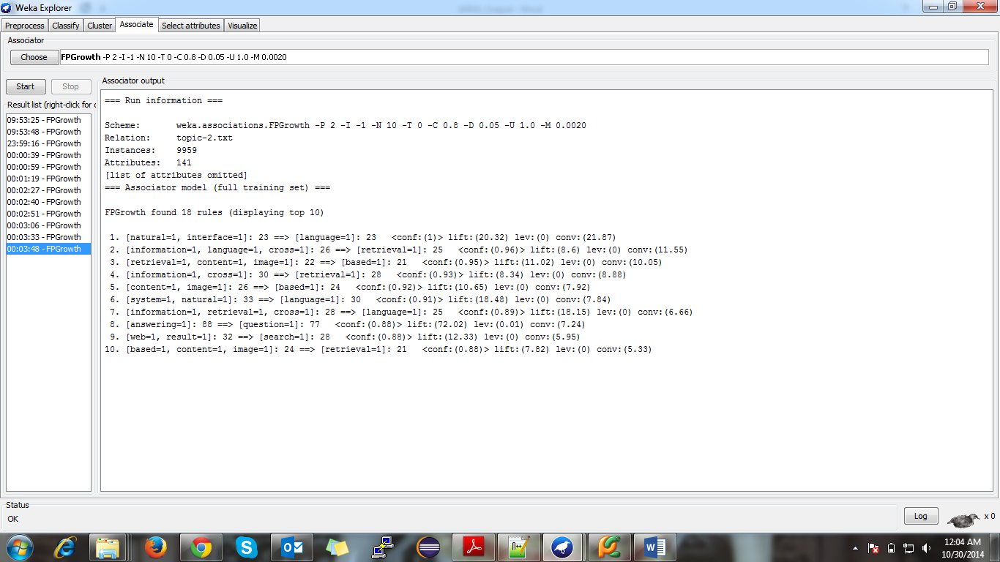 Weka Explorer
Preprocess Classify Cluster Associate Select attributes Visualize
Associator
Choose FPGrowth -P 2 -I -1 -N 10 -T 0 -C 0.8 -D 0.05 -U 1.0 -M 0.0020
Start Stop
Result list (right-click for o
09:53:25 - FPGrowth
09:53:48 - FPGrowth
23:59:16 - FPGrowth
00:00:39 - FPGrowth
00:00:59 - FPGrowth
00:01:19 - FPGrowth
00:02:27 - FPGrowth
00:02:40 - FPGrowth
00:02:51 - FPGrowth
00:03:06 - FPGrowth
00:03:33 - FPGrowth
00:03:48 - FPGrowth
Associator output
=== Run information ===
Scheme: weka.associations.FPGrowth -P 2 -I -1 -N 10 -T 0 -C 0.8 -D 0.05 -U 1.0 -M 0.0020
Relation: topic-2.txt
Instances: 9959
Attributes: 141
[list of attributes omitted]
=== Associator model (full training set) ===
FPGrowth found 18 rules (displaying top 10)
1. [natural=1, interface=1]: 23 ==> [language=1]: 23 <conf:(1)> lift:(20.32) lev:(0) conv:(21.87)
2. [information=1, language=1, cross=1]: 26 ==> [retrieval=1]: 25 <conf:(0.96)> lift:(8.6) lev:(0) conv:(11.55)
3. [retrieval=1, content=1, image=1]: 22 ==> [based=1]: 21 <conf:(0.95)> lift:(11.02) lev:(0) conv:(10.05)
4. [information=1, cross=1]: 30 ==> [retrieval=1]: 28 <conf:(0.93)> lift:(8.34) lev:(0) conv:(8.88)
5. [content=1, image=1]: 26 ==> [based=1]: 24 <conf:(0.92)> lift:(10.65) lev:(0) conv:(7.92)
6. [system=1, natural=1]: 33 ==> [language=1]: 30 <conf:(0.91)> lift:(18.48) lev:(0) conv:(7.84)
7. [information=1, retrieval=1, cross=1]: 28 ==> [language=1]: 25 <conf:(0.89)> lift:(18.15) lev:(0) conv:(6.66)
8. [answering=1]: 88 ==> [question=1]: 77 <conf:(0.88)> lift:(72.02) lev:(0.01) conv:(7.24)
9. [web=1, result=1]: 32 ==> [search=1]: 28 <conf:(0.88)> lift:(12.33) lev:(0) conv:(5.95)
10. [based=1, content=1, image=1]: 24 ==> [retrieval=1]: 21 <conf:(0.88)> lift:(7.82) lev:(0) conv:(5.33)
Status
OK
Log
x 0
12:04 AM
10/30/2014